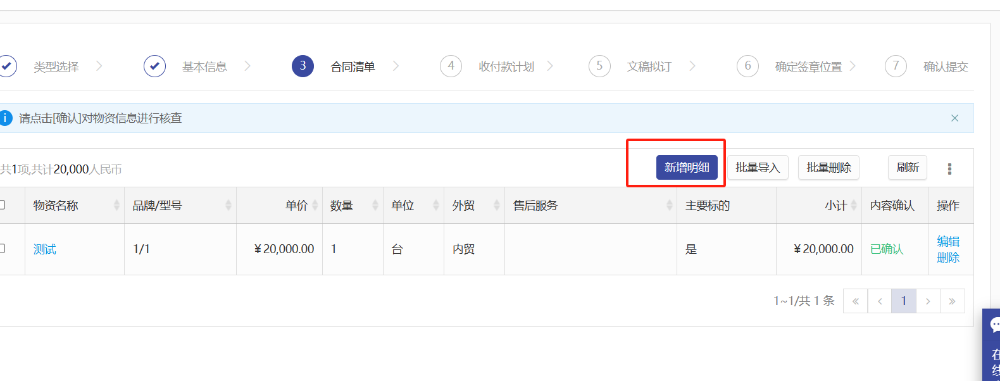 类型选择
基本信息
3 合同清单
4 收付款计划
5 文稿拟订
6 确定签章位置
7 确认提交
请点击[确认]对物资信息进行核查
共1项,共计20,000人民币
新增明细 批量导入 批量删除 刷新
物资名称 品牌/型号 单价 数量 单位 外贸 售后服务 主要标的 小计 内容确认 操作
测试 1/1 ¥20,000.00 1 台 内贸 是 ¥20,000.00 已确认 编辑
删除
1~1/共 1 条 « ‹ 1 › »
在
线